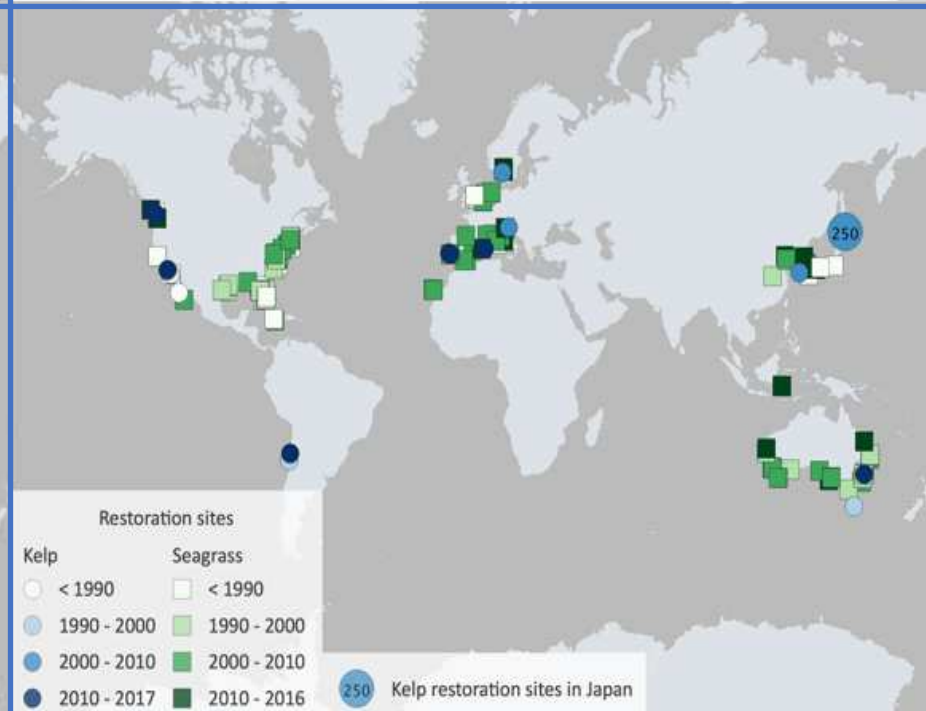 250
Restoration sites
Kelp Seagrass
< 1990 < 1990
1990 - 2000 1990 - 2000
2000 - 2010 2000 - 2010
2010 - 2017 2010 - 2016
250 Kelp restoration sites in Japan